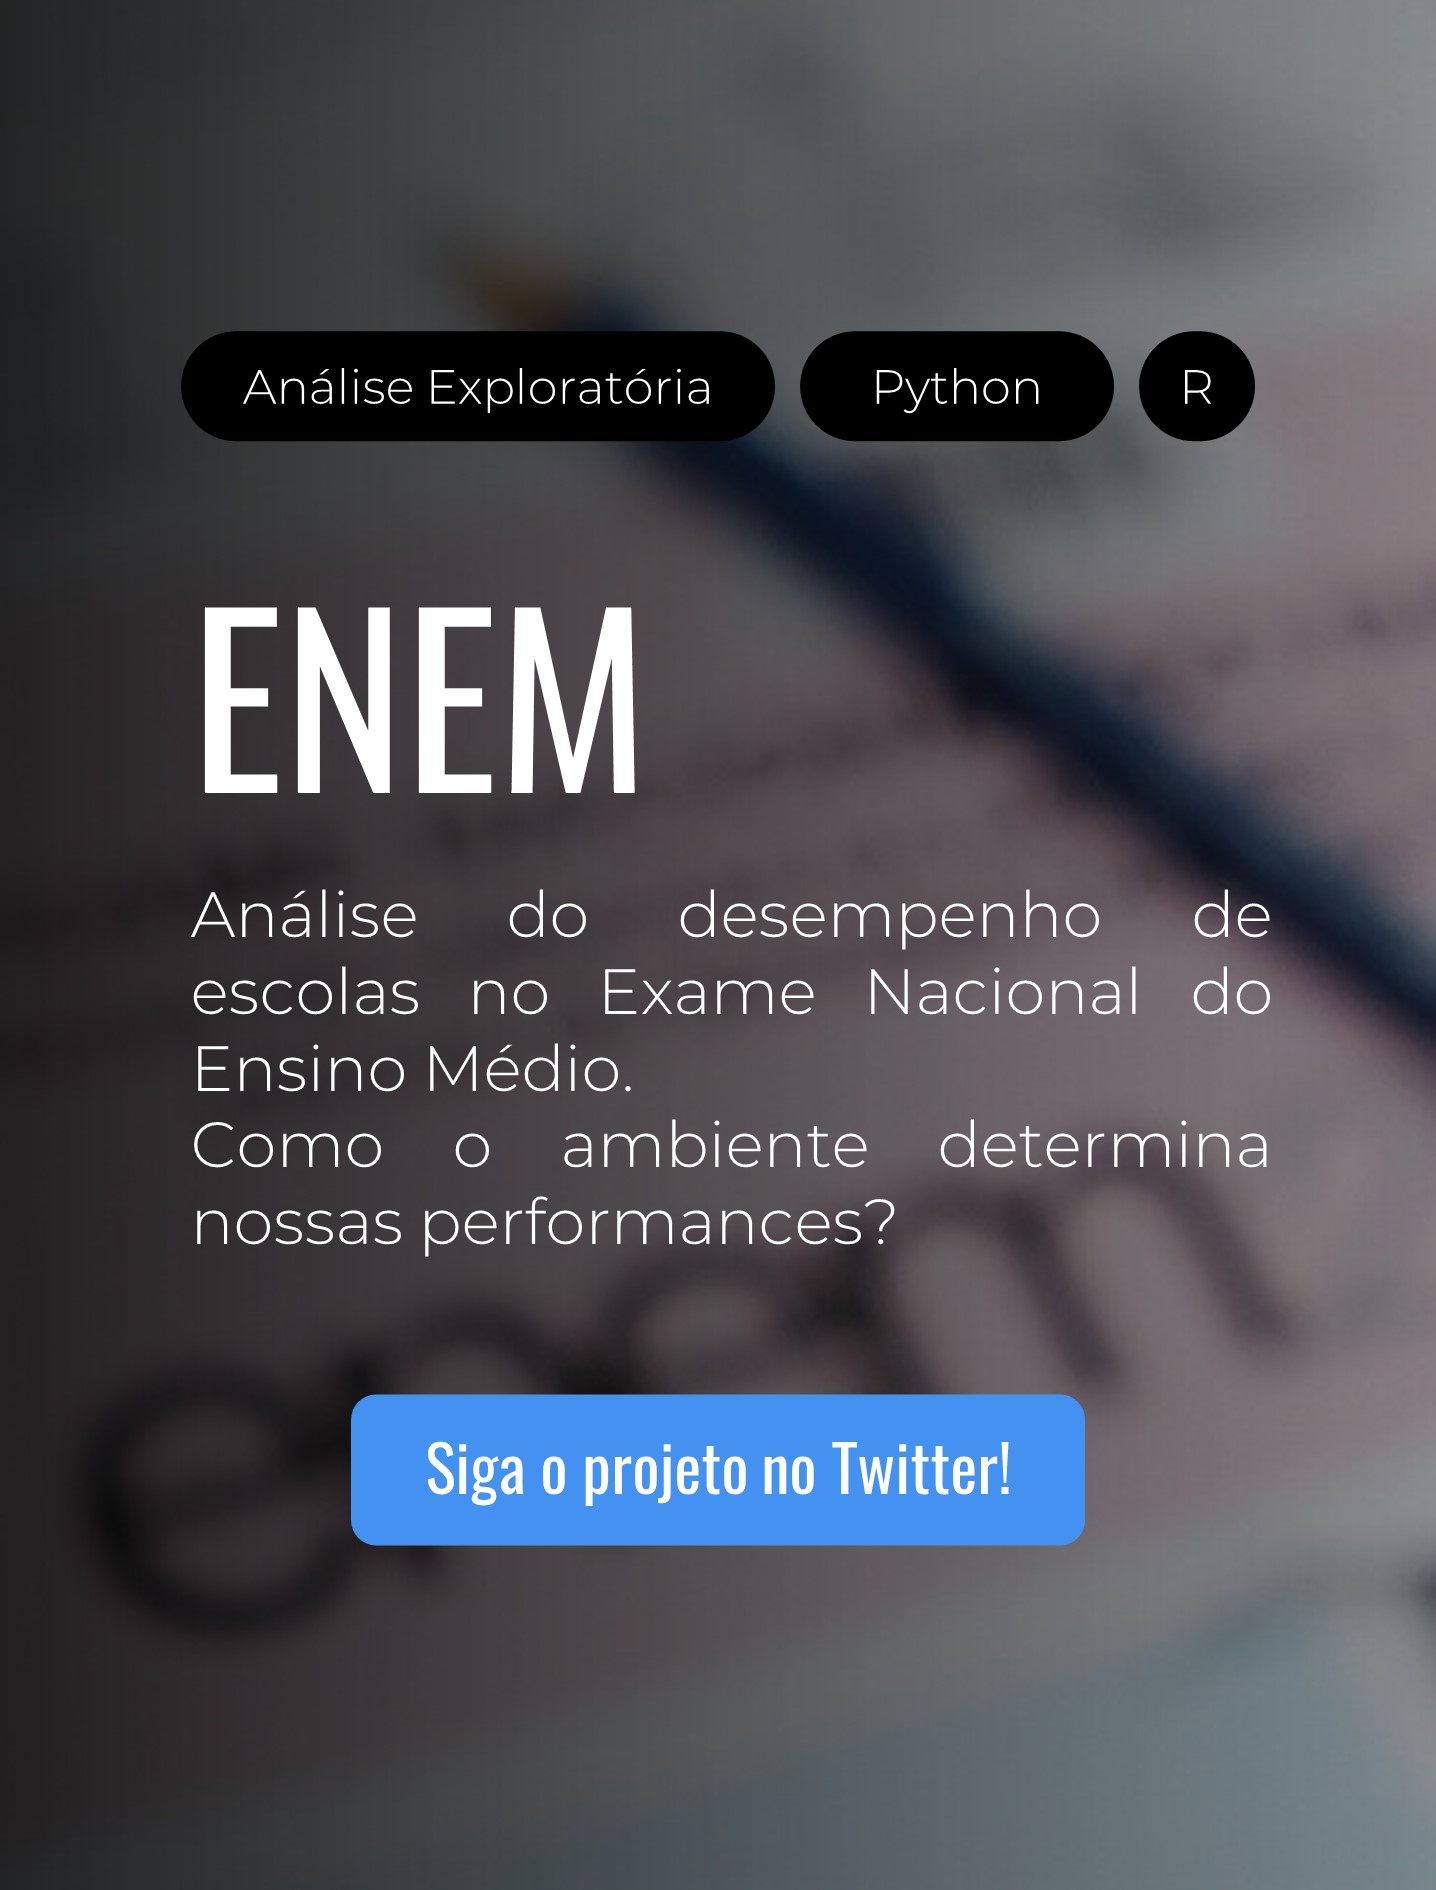 Análise Exploratória Python R
ENEM
Análise do desempenho de
escolas no Exame Nacional do
Ensino Médio.
Como o ambiente determina
nossas performances?
enem
Siga o projeto no Twitter!